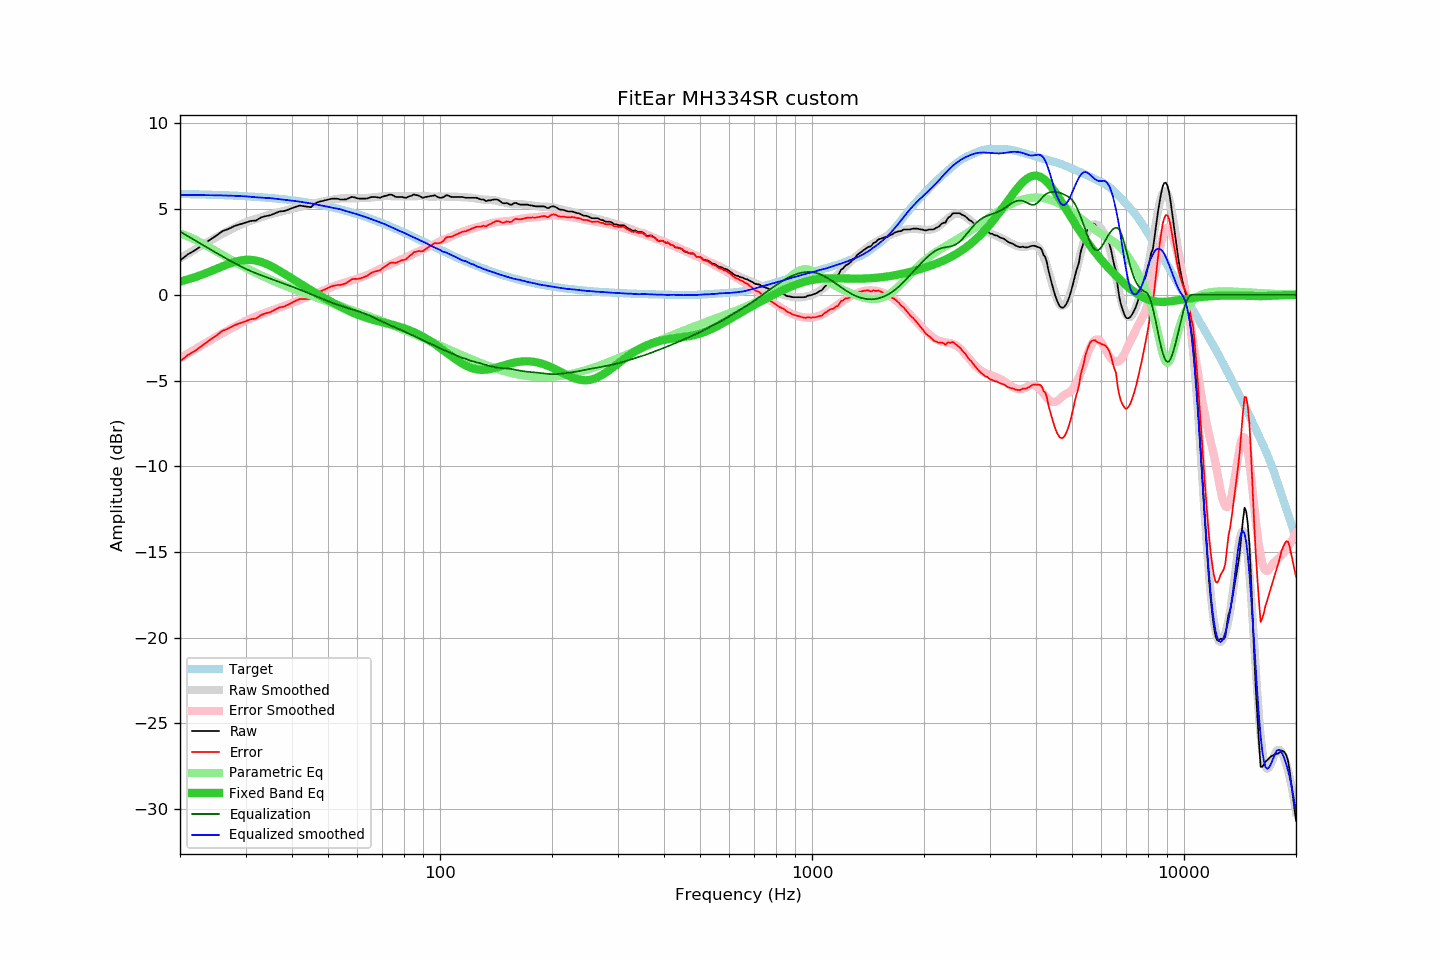 FitEar MH334SR custom
10
5
0
−5
−10
−15
−20
−25
−30
Amplitude (dBr)
Target
Raw Smoothed
Error Smoothed
Raw
Error
Parametric Eq
Fixed Band Eq
Equalization
Equalized smoothed
100
1000
10000
Frequency (Hz)